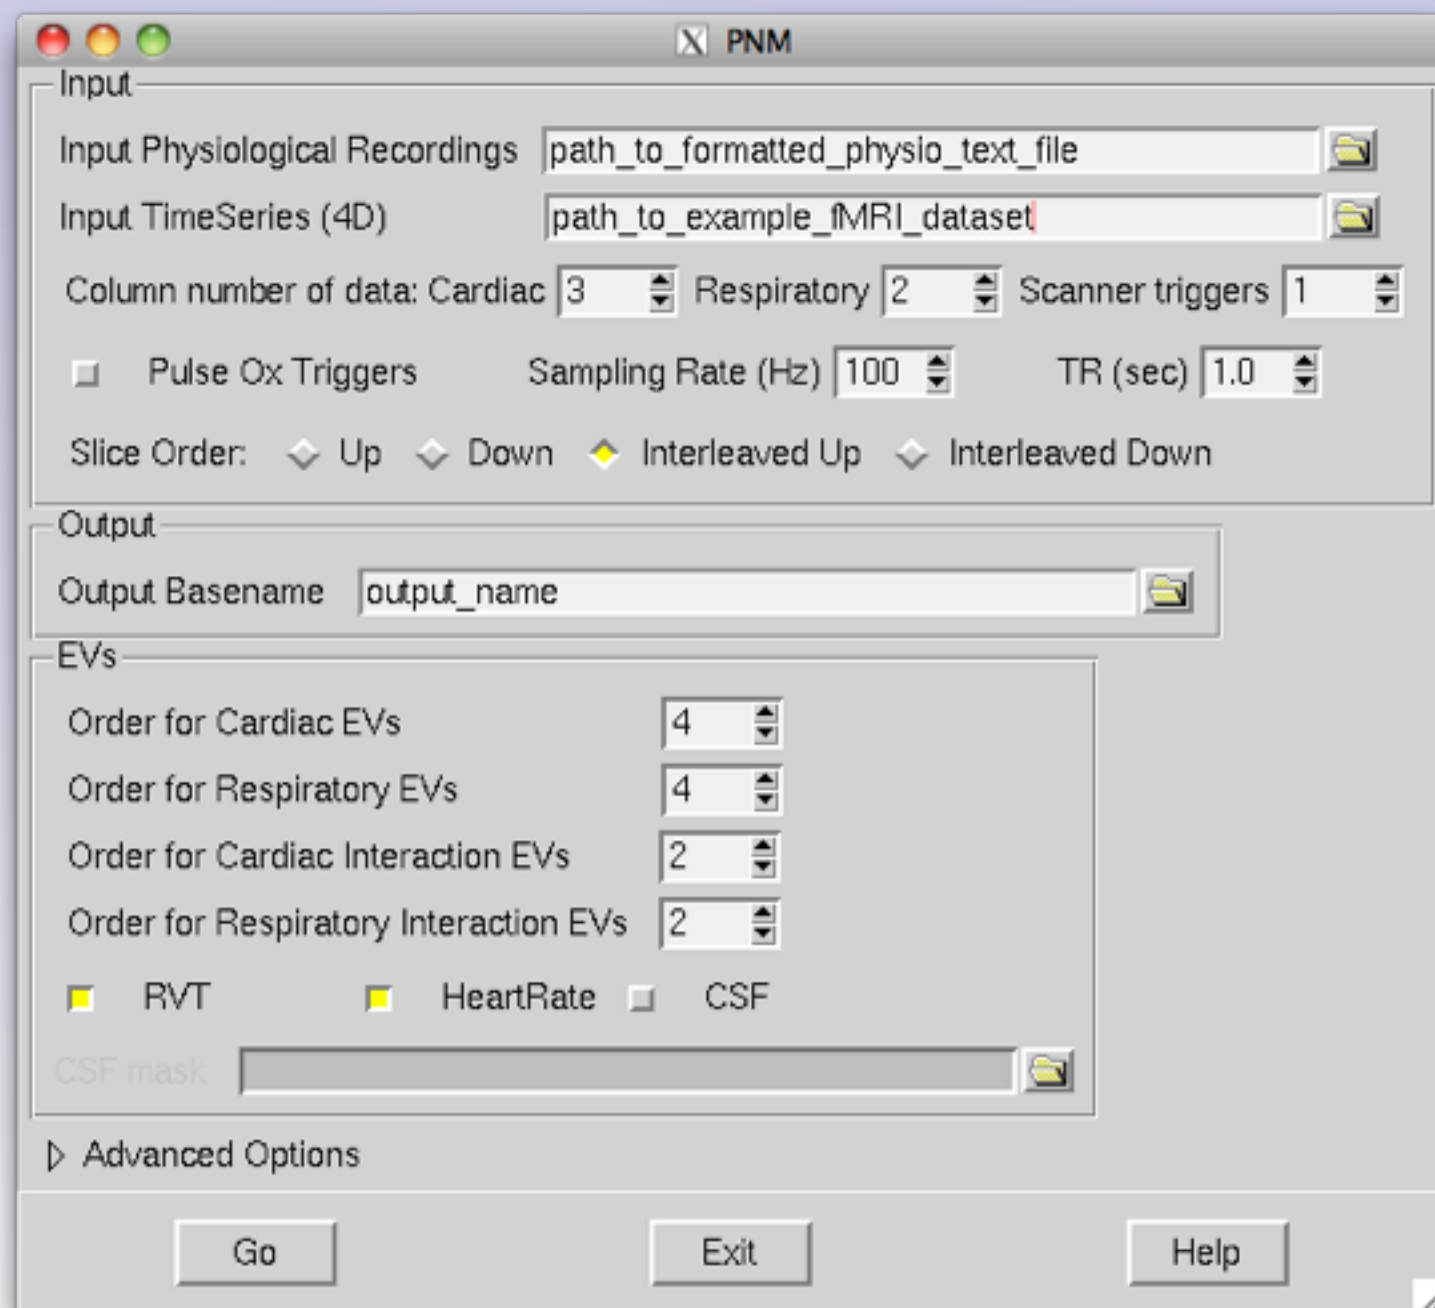 X PNM
Input
Input Physiological Recordings path_to_formatted_physio_text_file
Input TimeSeries (4D) path_to_example_fMRI_dataset
Column number of data: Cardiac 3 Respiratory 2 Scanner triggers 1
Pulse Ox Triggers Sampling Rate (Hz) 100 TR (sec) 1.0
Slice Order: Up Down Interleaved Up Interleaved Down
Output
Output Basename output_name
EVs
Order for Cardiac EVs 4
Order for Respiratory EVs 4
Order for Cardiac Interaction EVs 2
Order for Respiratory Interaction EVs 2
RVT HeartRate CSF
CSF mask
Advanced Options
Go Exit Help